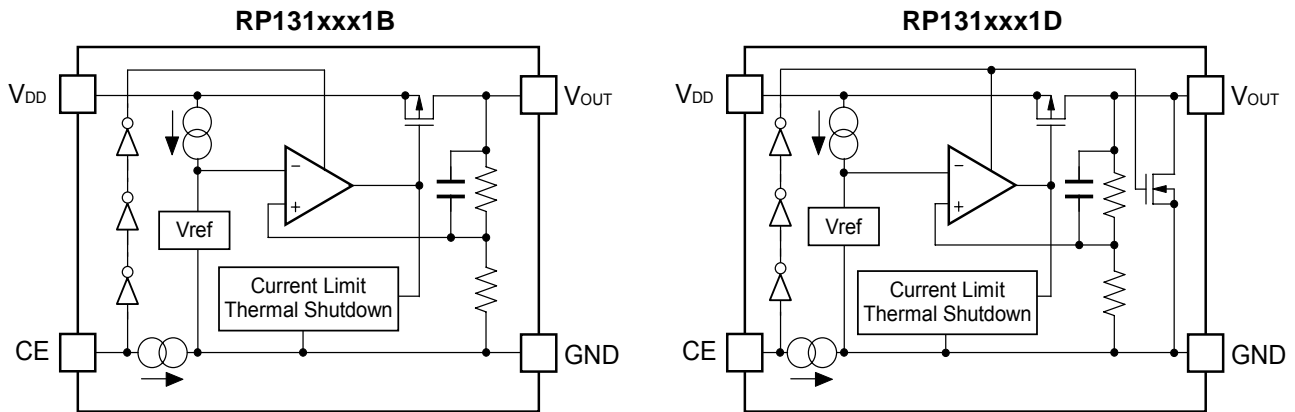 RP131xxx1B
VDD
VOUT
−
+
Vref
Current Limit
Thermal Shutdown
CE
GND
RP131xxx1D
VDD
VOUT
−
+
Vref
Current Limit
Thermal Shutdown
CE
GND